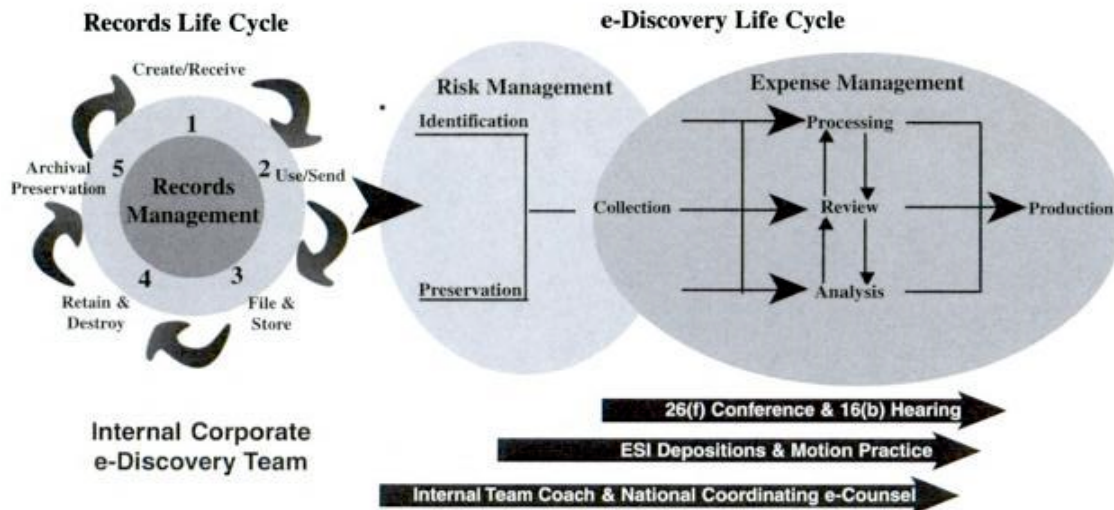 Records Life Cycle
e-Discovery Life Cycle
Create/Receive
1
2
Use/Send
3
File &
Store
4
Retain &
Destroy
5
Archival
Preservation
Records
Management
Internal Corporate
e-Discovery Team
Risk Management
Identification
Preservation
Collection
Expense Management
Processing
Review
Analysis
Production
26(f) Conference & 16(b) Hearing
ESI Depositions & Motion Practice
Internal Team Coach & National Coordinating e-Counsel